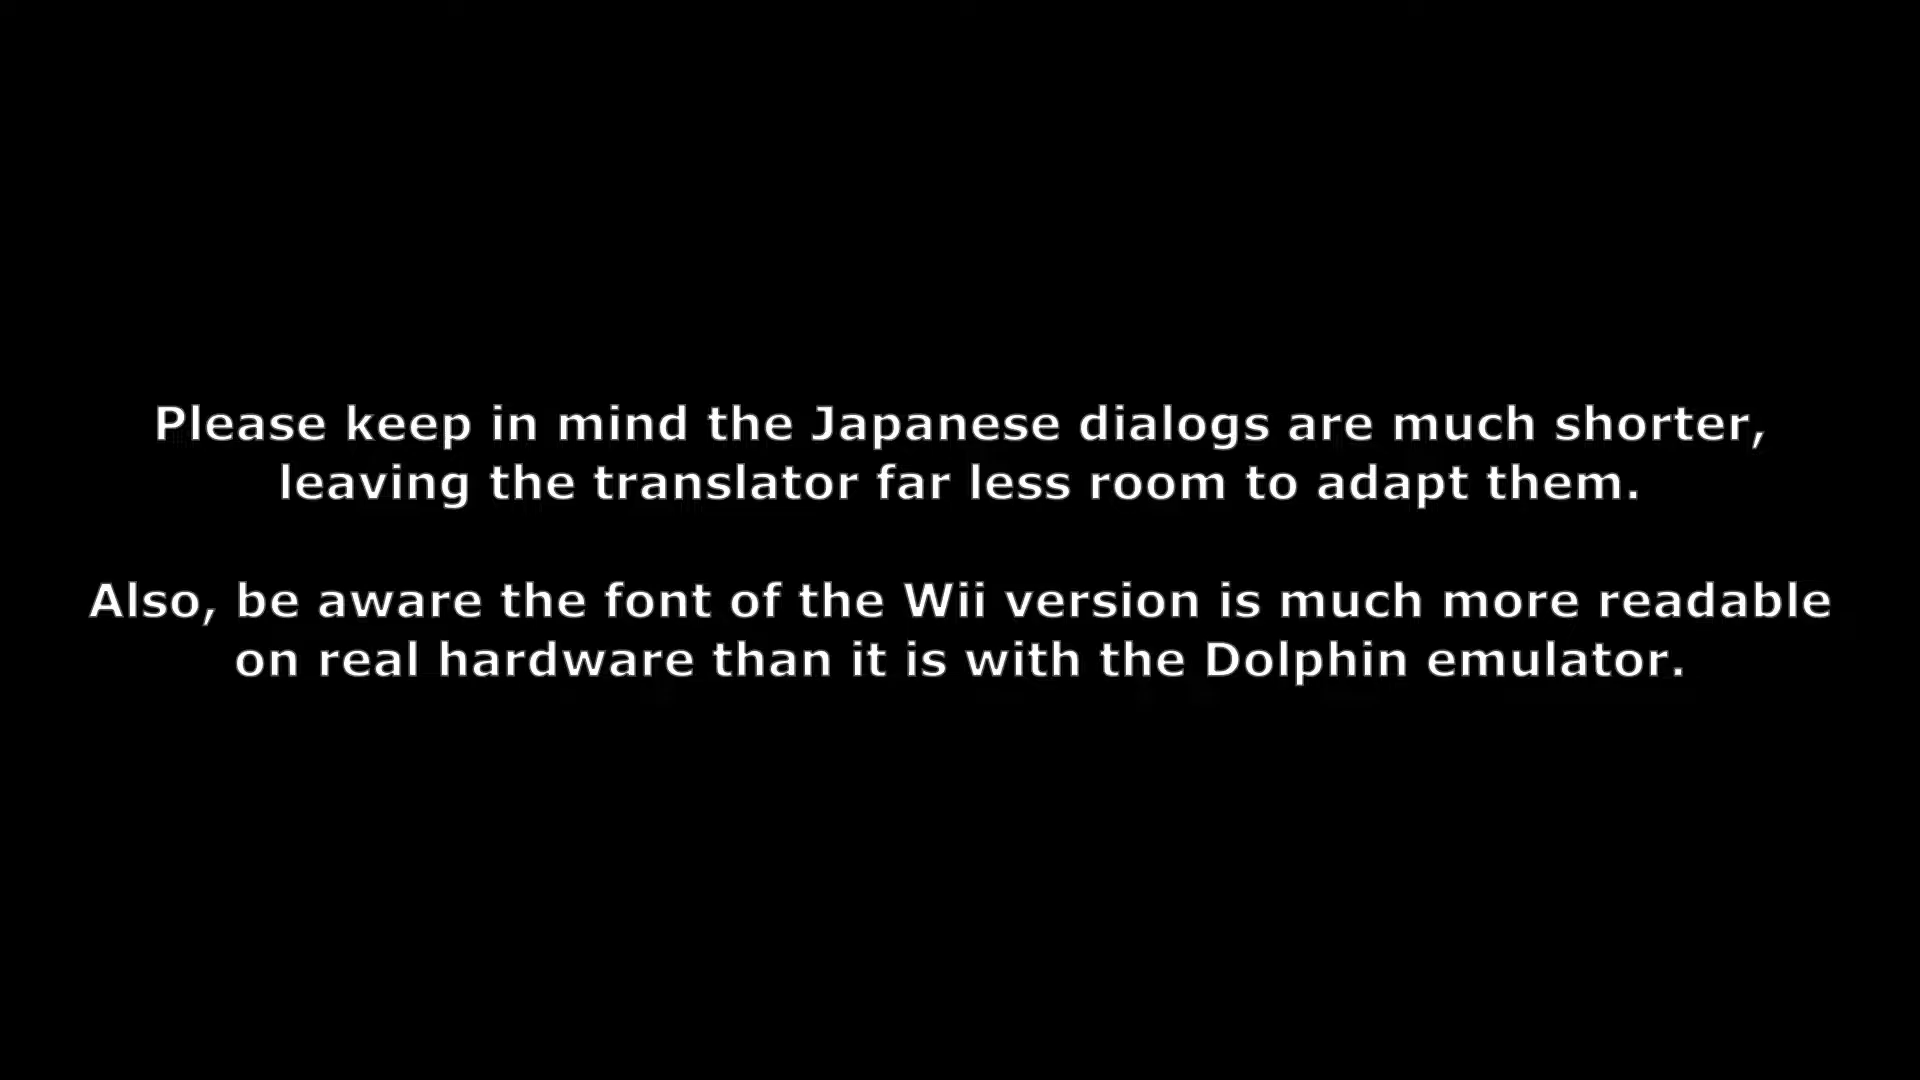 Please keep in mind the Japanese dialogs are much shorter,
leaving the translator far less room to adapt them.
Also, be aware the font of the Wii version is much more readable
on real hardware than it is with the Dolphin emulator.